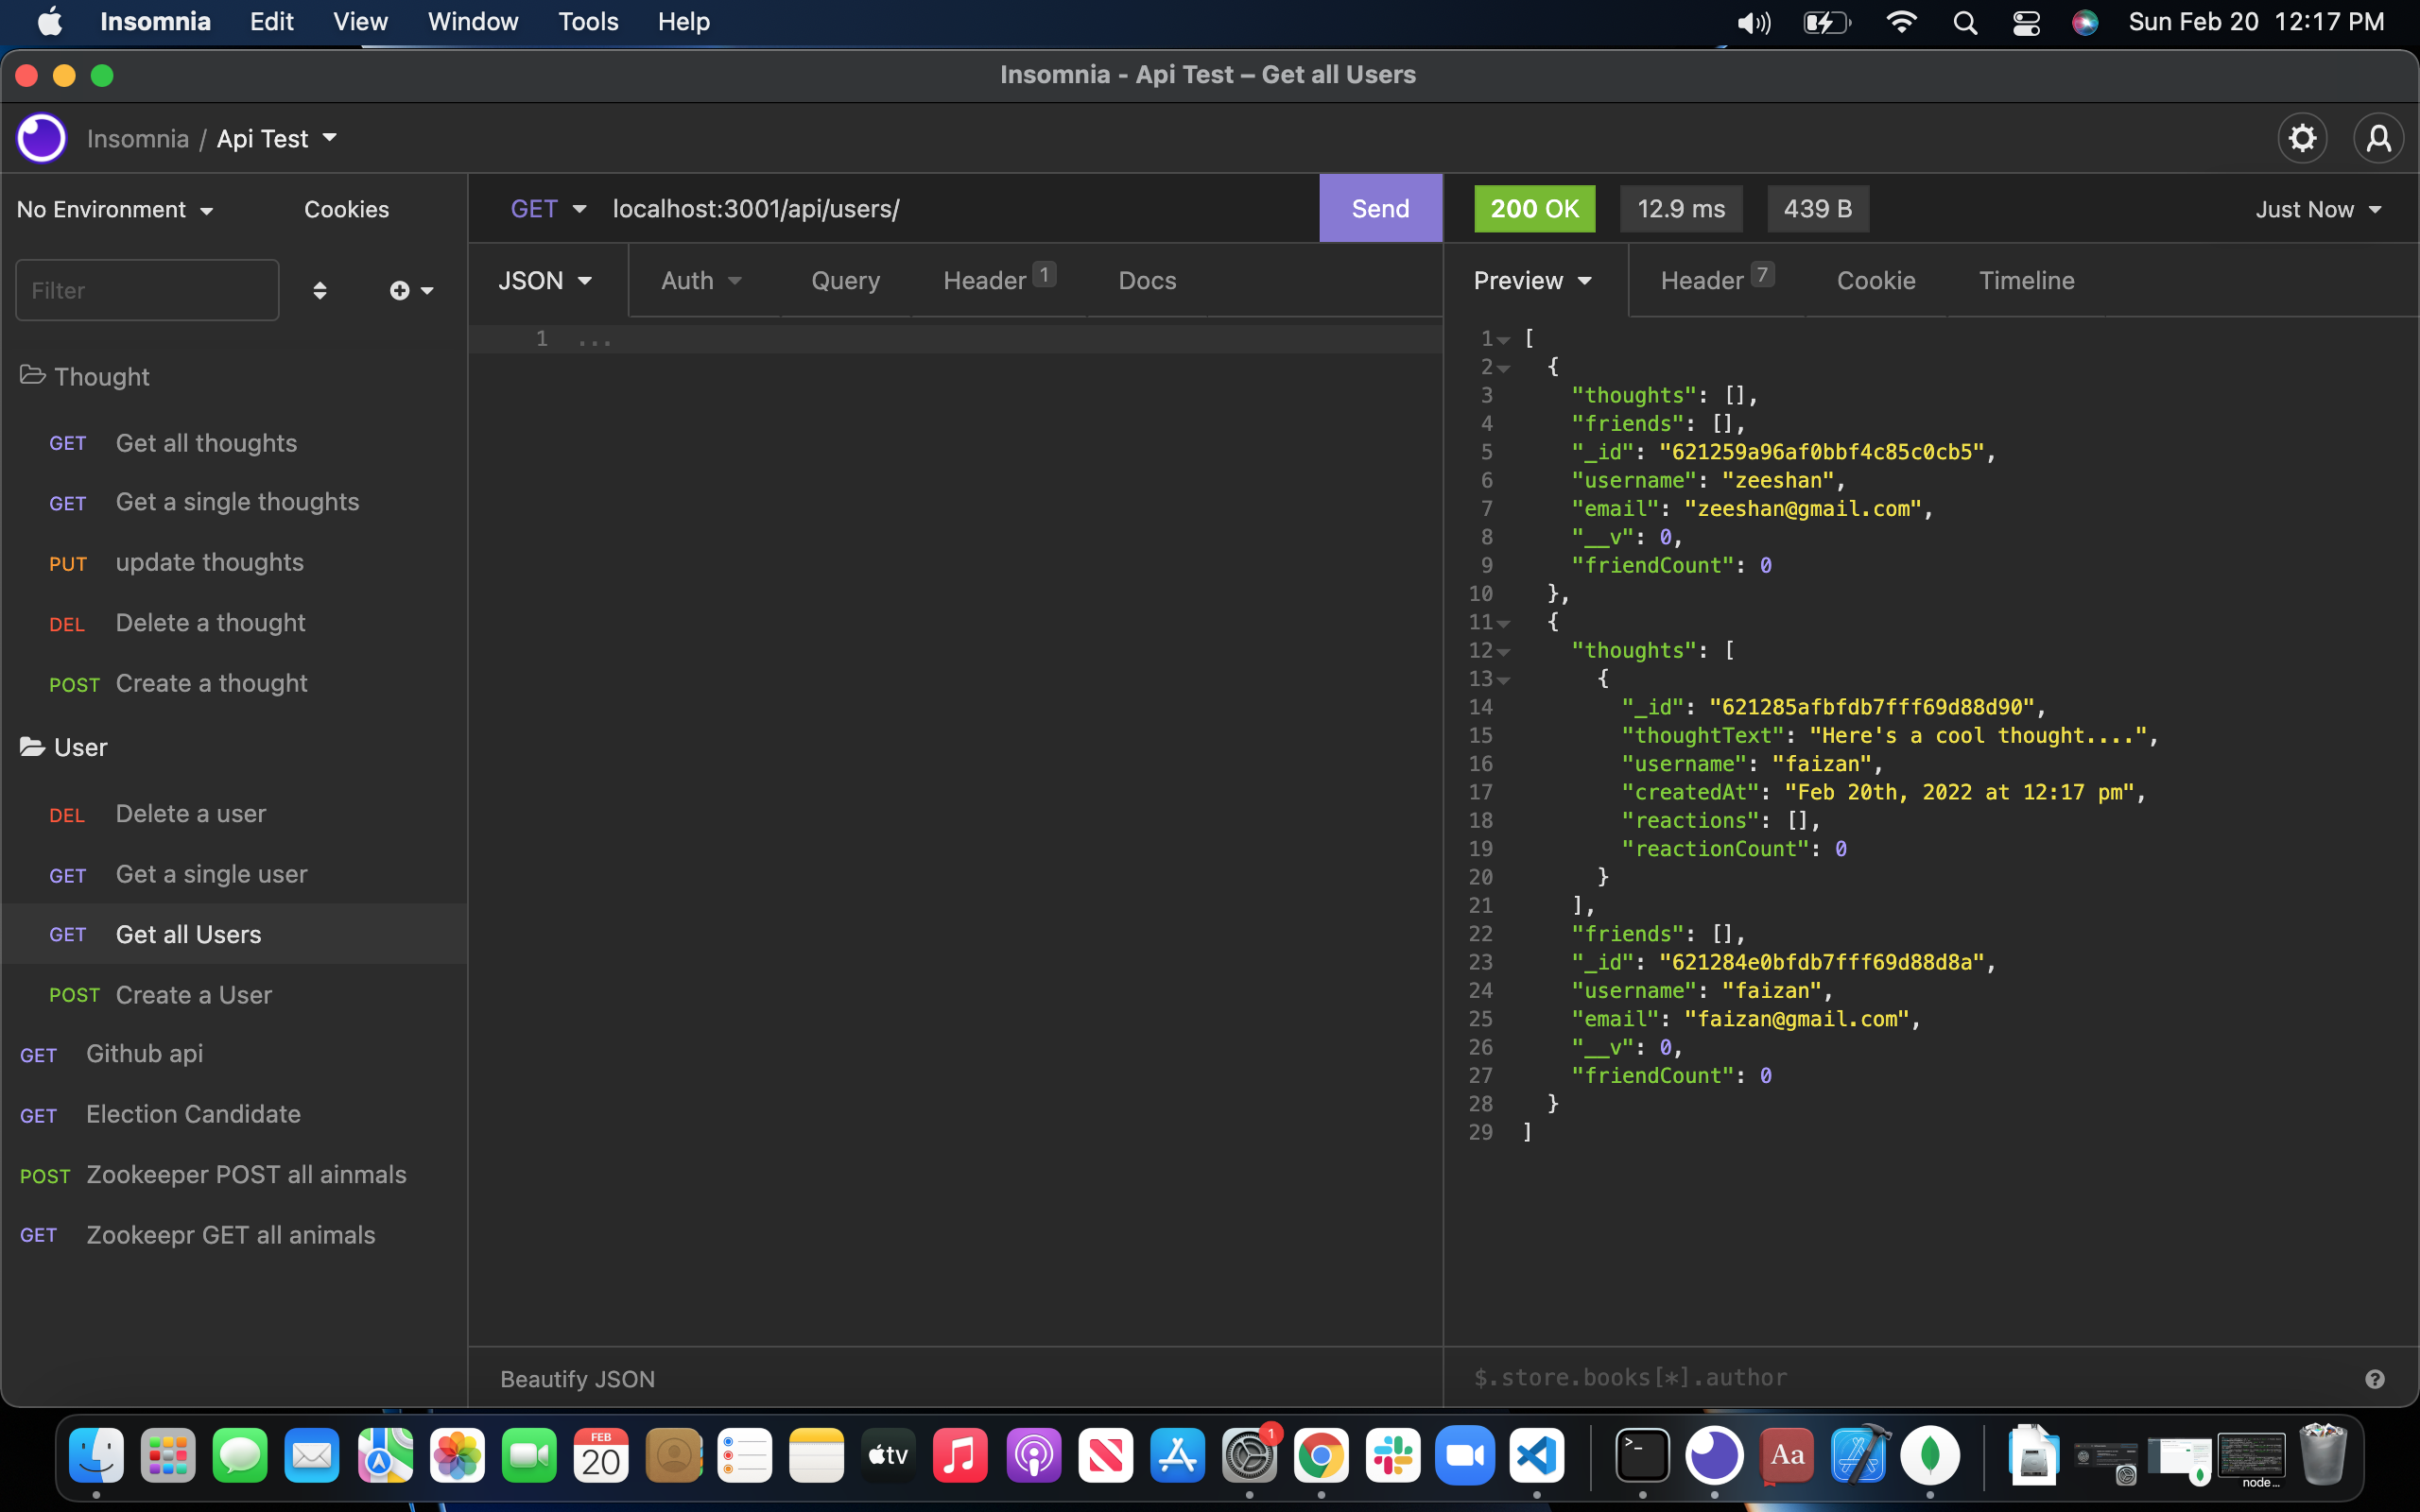 Insomnia Edit View Window Tools Help Sun Feb 20 12:17 PM
Insomnia - Api Test – Get all Users
Insomnia / Api Test
No Environment Cookies
GET localhost:3001/api/users/ Send
200 OK 12.9 ms 439 B Just Now
Filter
JSON Auth Query Header 1 Docs
Preview Header 7 Cookie Timeline
Thought
GET Get all thoughts
GET Get a single thoughts
PUT update thoughts
DEL Delete a thought
POST Create a thought
User
DEL Delete a user
GET Get a single user
GET Get all Users
POST Create a User
GET Github api
GET Election Candidate
POST Zookeeper POST all ainmals
GET Zookeepr GET all animals
1 ...
Beautify JSON
1 [
2 {
3 "thoughts": [],
4 "friends": [],
5 "_id": "621259a96af0bbf4c85c0cb5",
6 "username": "zeeshan",
7 "email": "zeeshan@gmail.com",
8 "__v": 0,
9 "friendCount": 0
10 },
11 {
12 "thoughts": [
13 {
14 "_id": "621285afbfdb7fff69d88d90",
15 "thoughtText": "Here's a cool thought....",
16 "username": "faizan",
17 "createdAt": "Feb 20th, 2022 at 12:17 pm",
18 "reactions": [],
19 "reactionCount": 0
20 }
21 ],
22 "friends": [],
23 "_id": "621284e0bfdb7fff69d88d8a",
24 "username": "faizan",
25 "email": "faizan@gmail.com",
26 "__v": 0,
27 "friendCount": 0
28 }
29 ]
$.store.books[*].author
FEB
20
tv
1
>_
Aa
node...